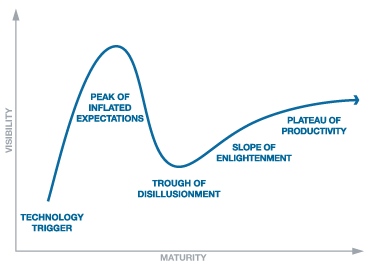 PEAK OF
INFLATED
EXPECTATIONS
PLATEAU OF
PRODUCTIVITY
SLOPE OF
ENLIGHTENMENT
TROUGH OF
DISILLUSIONMENT
TECHNOLOGY
TRIGGER
VISIBILITY
MATURITY